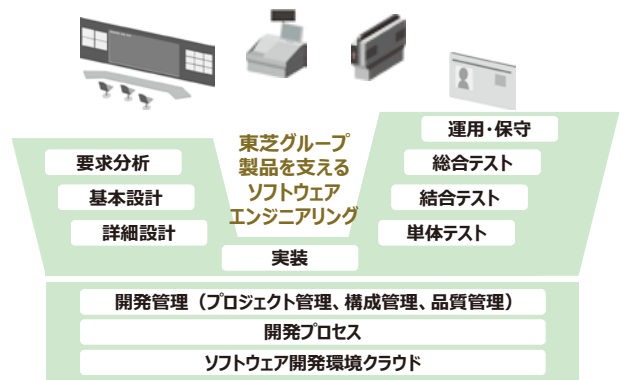 東芝グループ
製品を支える
ソフトウェア
エンジニアリング
要求分析
基本設計
詳細設計
実装
運用・保守
総合テスト
結合テスト
単体テスト
開発管理（プロジェクト管理、構成管理、品質管理）
開発プロセス
ソフトウェア開発環境クラウド